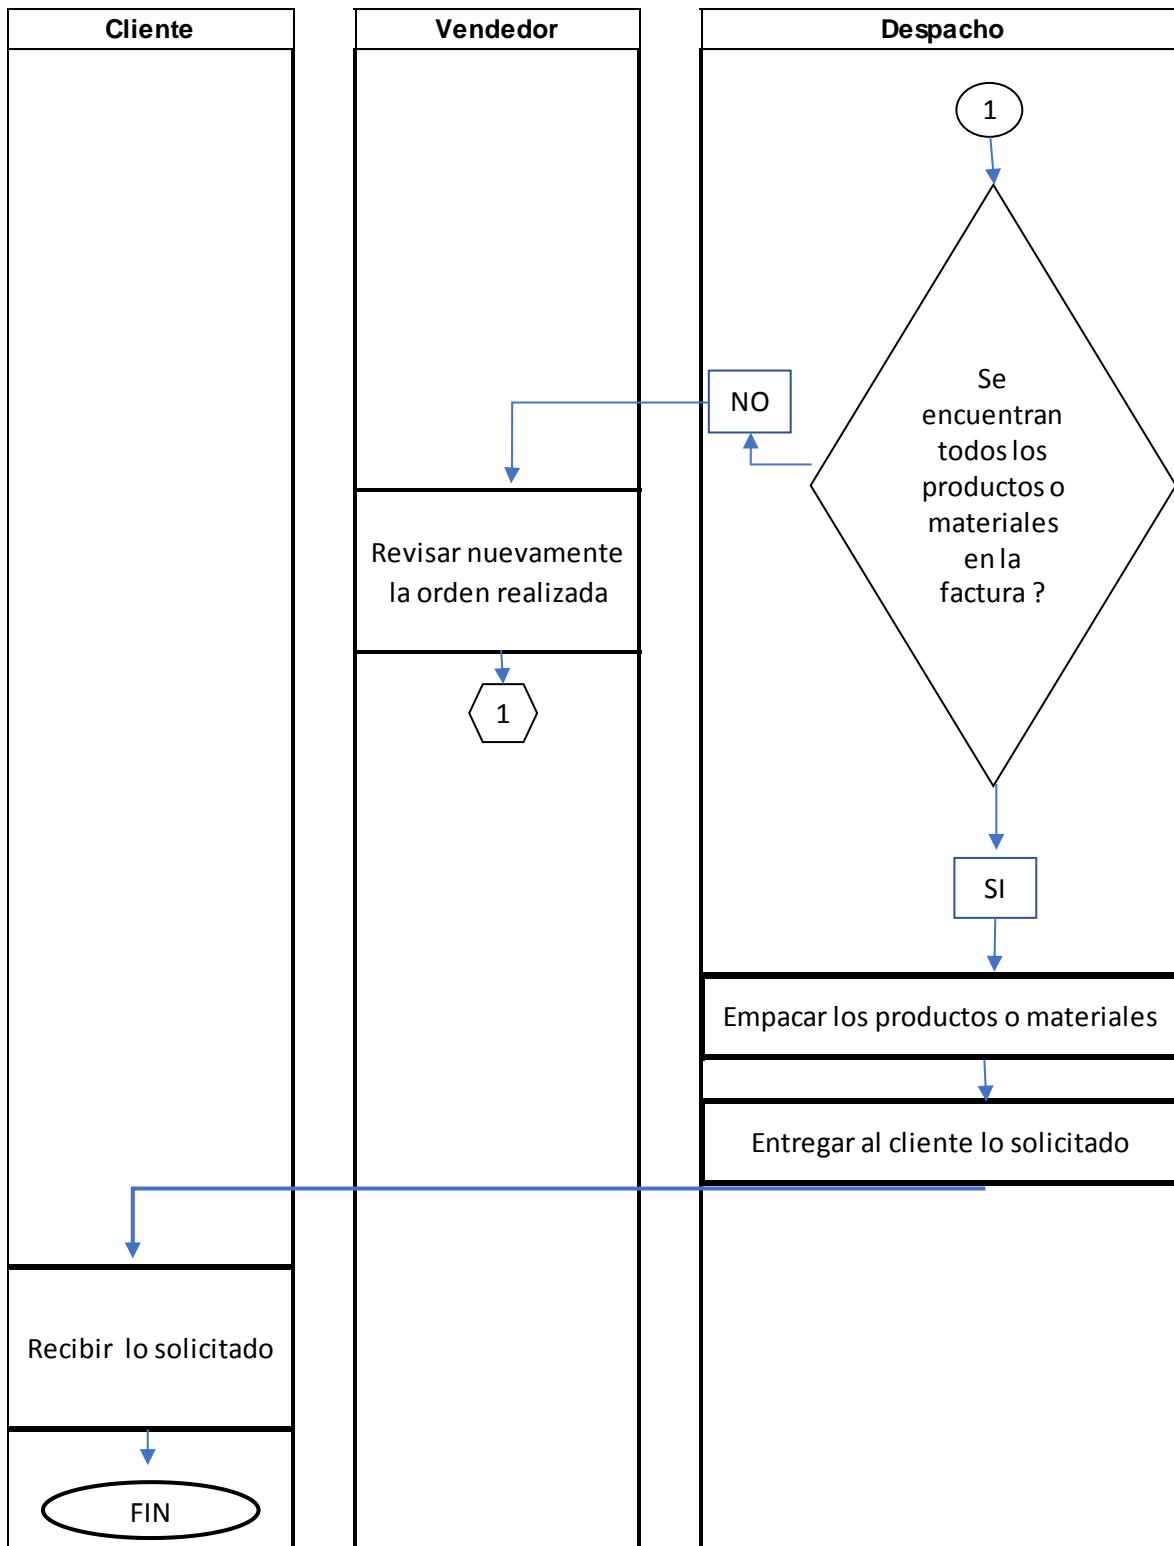 Cliente
Vendedor
Despacho
1
Se
encuentran
todos los
productos o
materiales
en la
factura ?
NO
Revisar nuevamente
la orden realizada
1
SI
Empacar los productos o materiales
Entregar al cliente lo solicitado
Recibir lo solicitado
FIN